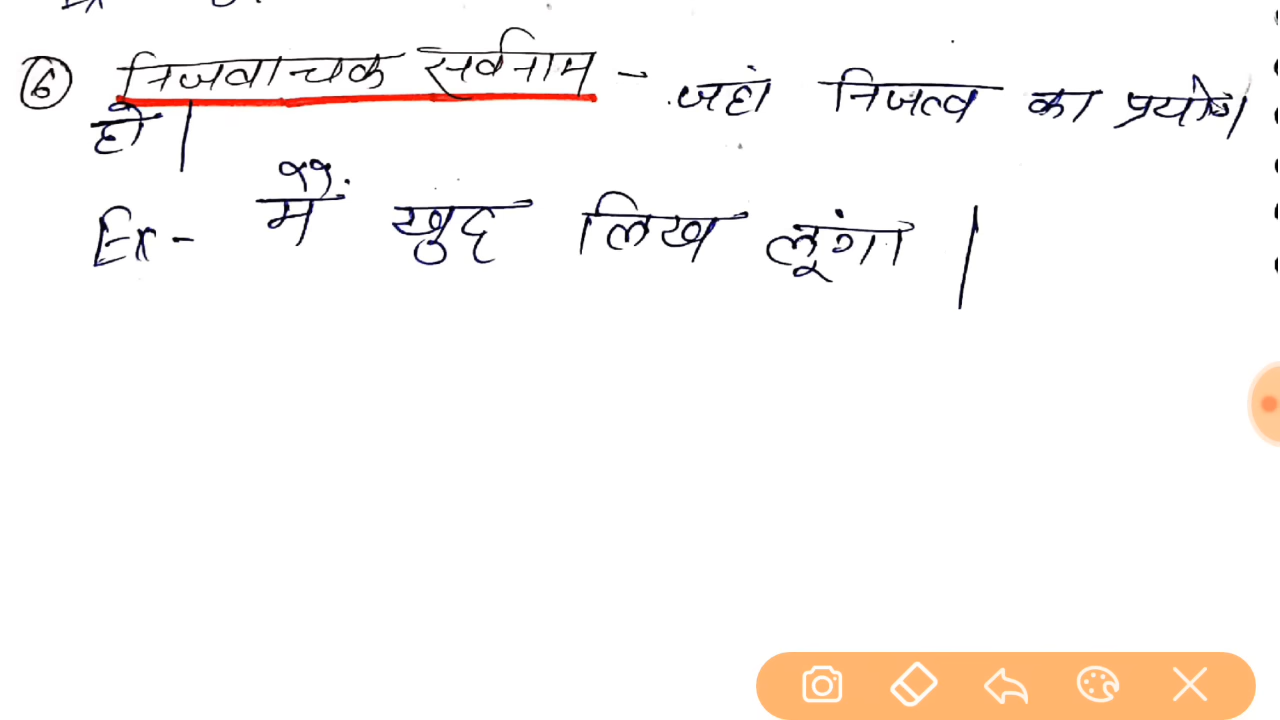 ⑥ निजवाचक सर्वनाम - जहां निजत्व का प्रयोग
हो|
Ex - मैं खुद लिख लूंगा |